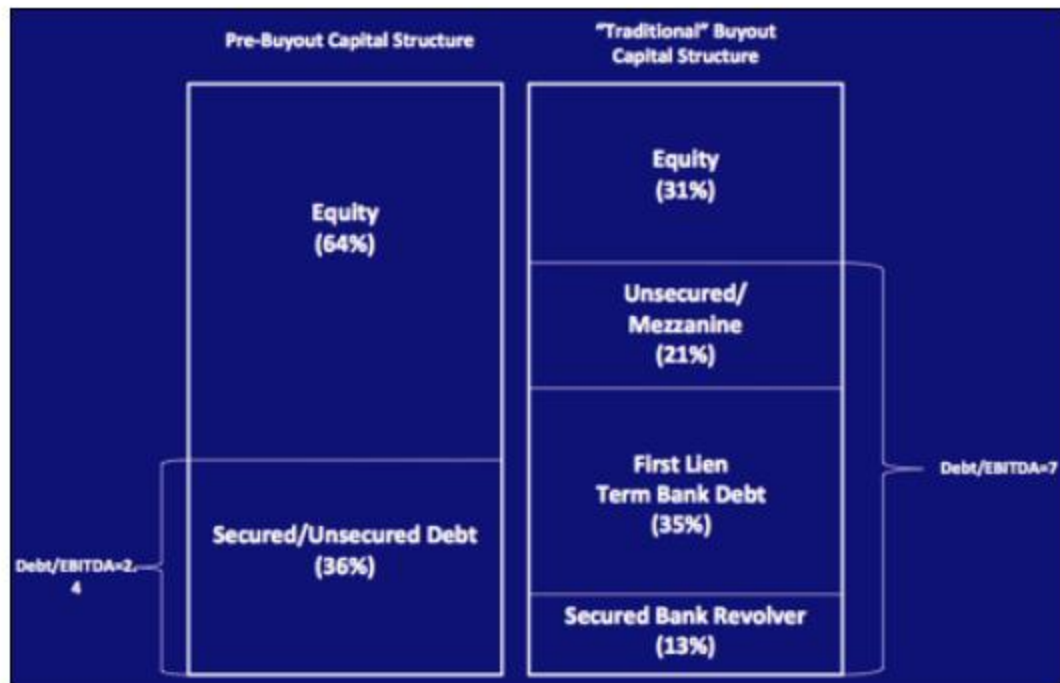 Pre-Buyout Capital Structure
“Traditional” Buyout
Capital Structure
Equity
(64%)
Secured/Unsecured Debt
(36%)
Debt/EBITDA=2.
4
Equity
(31%)
Unsecured/
Mezzanine
(21%)
First Lien
Term Bank Debt
(35%)
Secured Bank Revolver
(13%)
Debt/EBITDA=7